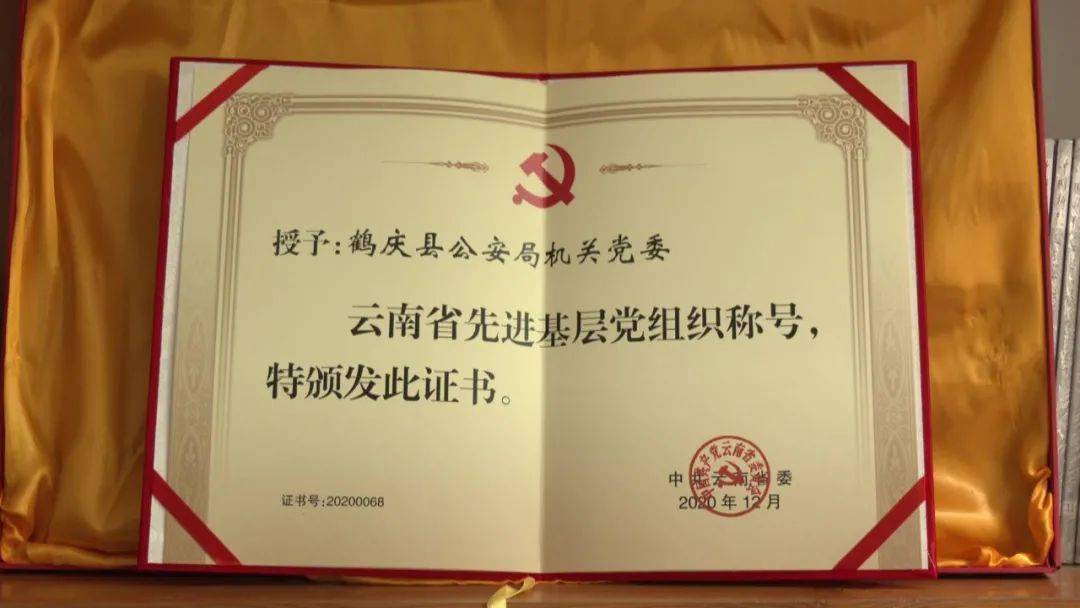 授予：鹤庆县公安局机关党委
云南省先进基层党组织称号，
特颁发此证书。
中共云南省委
2020年12月
证书号：20200068